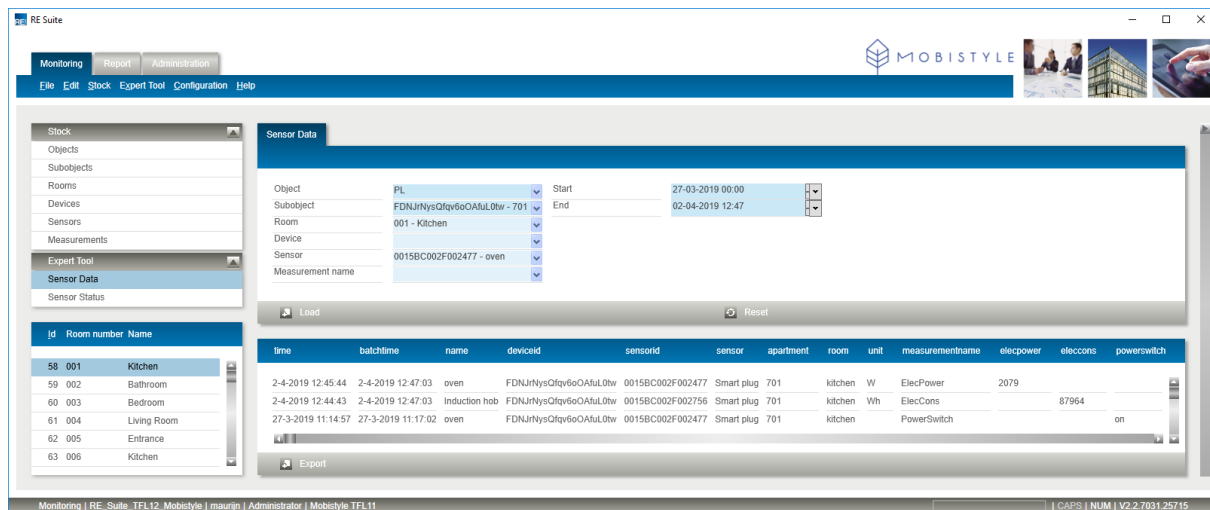 RE RE Suite
MOBISTYLE
Monitoring Report Administration
File Edit Stock Expert Tool Configuration Help
Stock
Objects
Subobjects
Rooms
Devices
Sensors
Measurements
Expert Tool
Sensor Data
Sensor Status
Id Room number Name
58 001 Kitchen
59 002 Bathroom
60 003 Bedroom
61 004 Living Room
62 005 Entrance
63 006 Kitchen
Sensor Data
Object PL Start 27-03-2019 00:00
Subobject FDNJrNysQfqv6oOAfuL0tw - 701 End 02-04-2019 12:47
Room 001 - Kitchen
Device
Sensor 0015BC002F002477 - oven
Measurement name
Load Reset
time batchtime name deviceid sensorid sensor apartment room unit measurementname elecpower eleccons powerswitch
2-4-2019 12:45:44 2-4-2019 12:47:03 oven FDNJrNysQfqv6oOAfuL0tw 0015BC002F002477 Smart plug 701 kitchen W ElecPower 2079
2-4-2019 12:44:43 2-4-2019 12:47:03 Induction hob FDNJrNysQfqv6oOAfuL0tw 0015BC002F002756 Smart plug 701 kitchen Wh ElecCons 87964
27-3-2019 11:14:57 27-3-2019 11:17:02 oven FDNJrNysQfqv6oOAfuL0tw 0015BC002F002477 Smart plug 701 kitchen PowerSwitch on
Export
Monitoring | RE_Suite_TFL12_Mobistyle | maurijn | Administrator | Mobistyle TFL11 | CAPS | NUM | V2.2.7031.25715